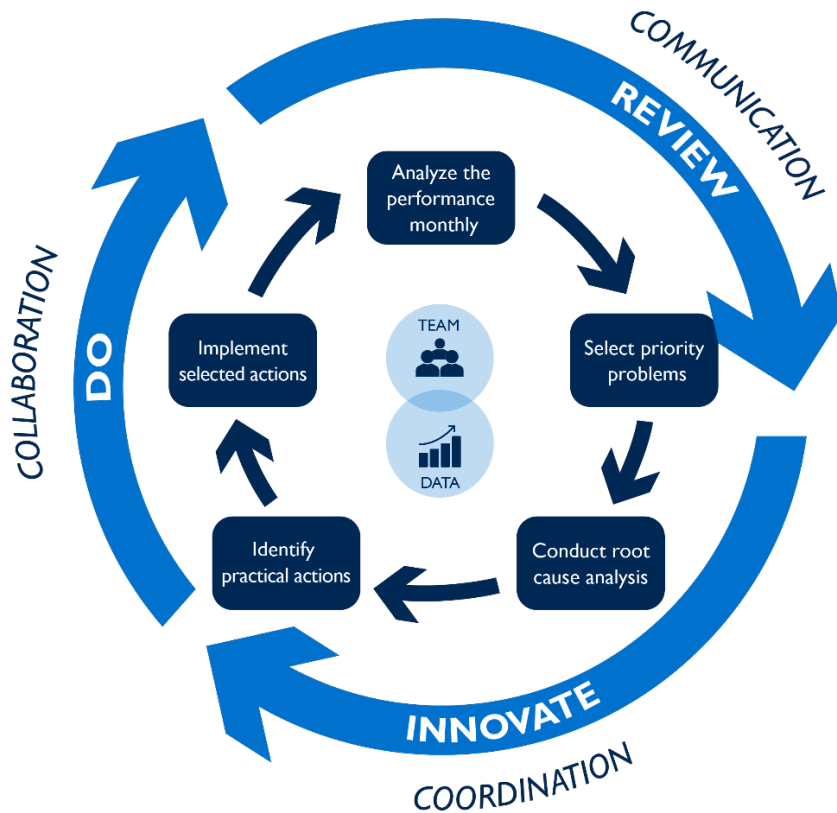 COMMUNICATION
REVIEW
Analyze the
performance
monthly
COLLABORATION
DO
Implement
selected actions
TEAM
Select priority
problems
DATA
Identify
practical actions
Conduct root
cause analysis
INNOVATE
COORDINATION